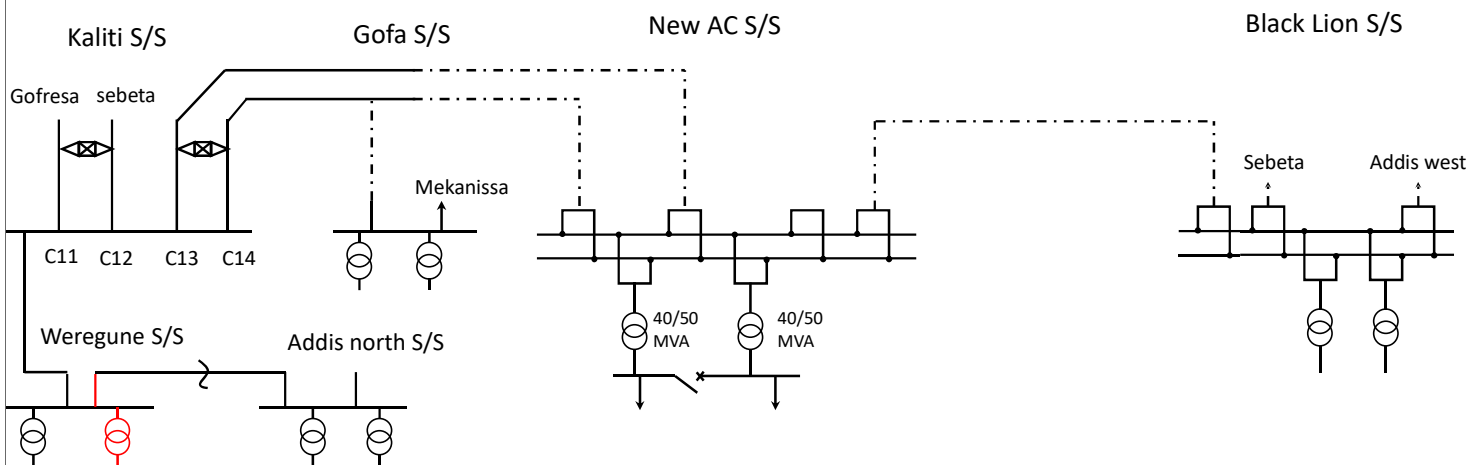 Kaliti S/S
Gofa S/S
New AC S/S
Black Lion S/S
Gofresa
sebeta
Mekanissa
Sebeta
Addis west
C11
C12
C13
C14
40/50
MVA
40/50
MVA
Weregune S/S
Addis north S/S